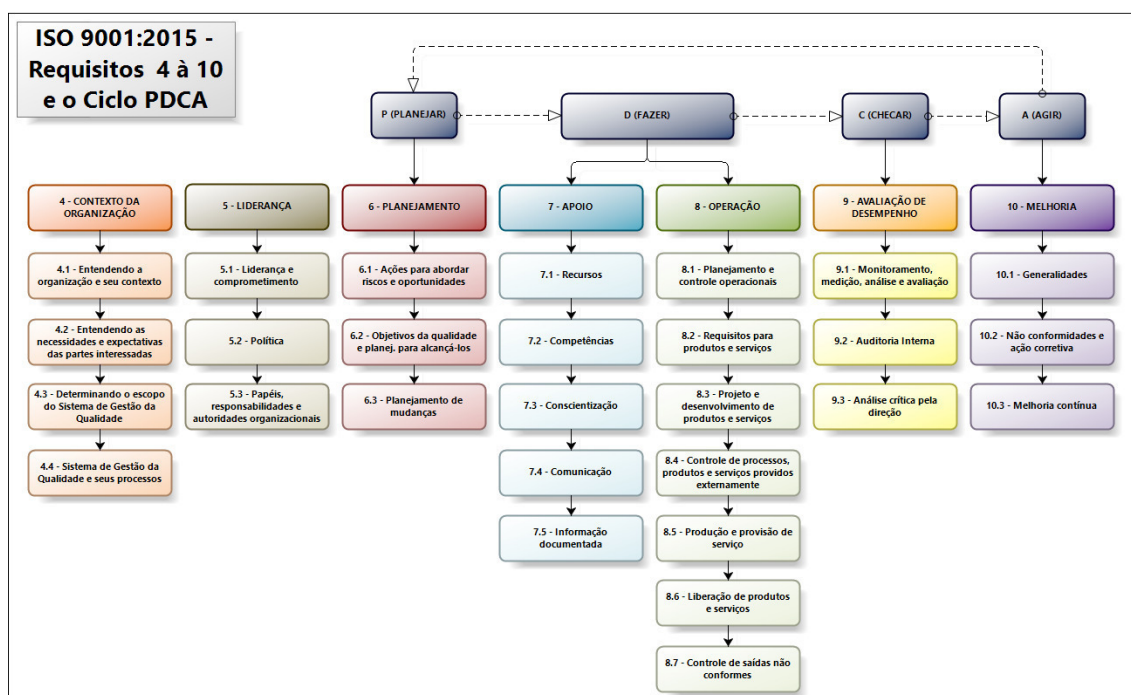 ISO 9001:2015 -
Requisitos 4 à 10
e o Ciclo PDCA
P (PLANEJAR)
D (FAZER)
C (CHECAR)
A (AGIR)
4 - CONTEXTO DA
ORGANIZAÇÃO
4.1 - Entendendo a
organização e seu contexto
4.2 - Entendendo as
necessidades e expectativas
das partes interessadas
4.3 - Determinando o escopo
do Sistema de Gestão da
Qualidade
4.4 - Sistema de Gestão da
Qualidade e seus processos
5 - LIDERANÇA
5.1 - Liderança e
comprometimento
5.2 - Política
5.3 - Papéis,
responsabilidades e
autoridades organizacionais
6 - PLANEJAMENTO
6.1 - Ações para abordar
riscos e oportunidades
6.2 - Objetivos da qualidade
e planej. para alcançá-los
6.3 - Planejamento de
mudanças
7 - APOIO
7.1 - Recursos
7.2 - Competências
7.3 - Conscientização
7.4 - Comunicação
7.5 - Informação
documentada
8 - OPERAÇÃO
8.1 - Planejamento e
controle operacionais
8.2 - Requisitos para
produtos e serviços
8.3 - Projeto e
desenvolvimento de
produtos e serviços
8.4 - Controle de processos,
produtos e serviços providos
externamente
8.5 - Produção e provisão de
serviço
8.6 - Liberação de produtos
e serviços
8.7 - Controle de saídas não
conformes
9 - AVALIAÇÃO DE
DESEMPENHO
9.1 - Monitoramento,
medição, análise e avaliação
9.2 - Auditoria Interna
9.3 - Análise crítica pela
direção
10 - MELHORIA
10.1 - Generalidades
10.2 - Não conformidades e
ação corretiva
10.3 - Melhoria contínua